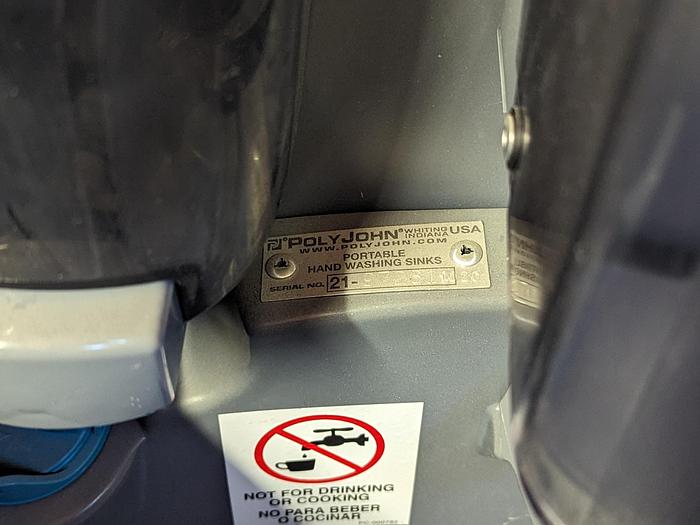 POLYJOHN® WHITING INDIANA USA
WWW.POLYJOHN.COM
PORTABLE
HAND WASHING SINKS
SERIAL NO. 21-
NOT FOR DRINKING
OR COOKING
NO PARA BEBER
O COCINAR